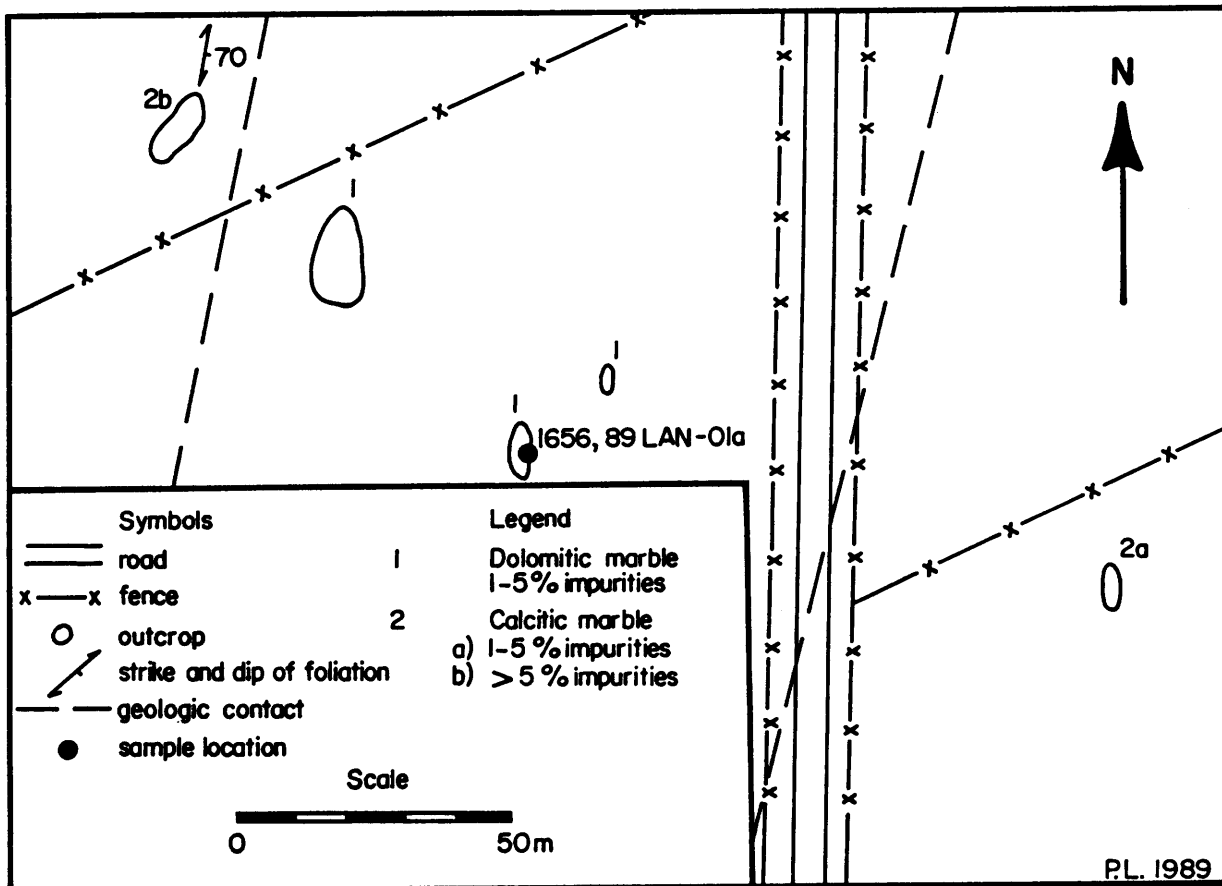 70
2b
N
1
1
1
1656, 89 LAN-01a
2a
Symbols
road
x—x fence
outcrop
strike and dip of foliation
geologic contact
sample location
Legend
1 Dolomitic marble
1-5% impurities
2 Calcitic marble
a) 1-5% impurities
b) >5% impurities
Scale
0 50m
P.L. 1989